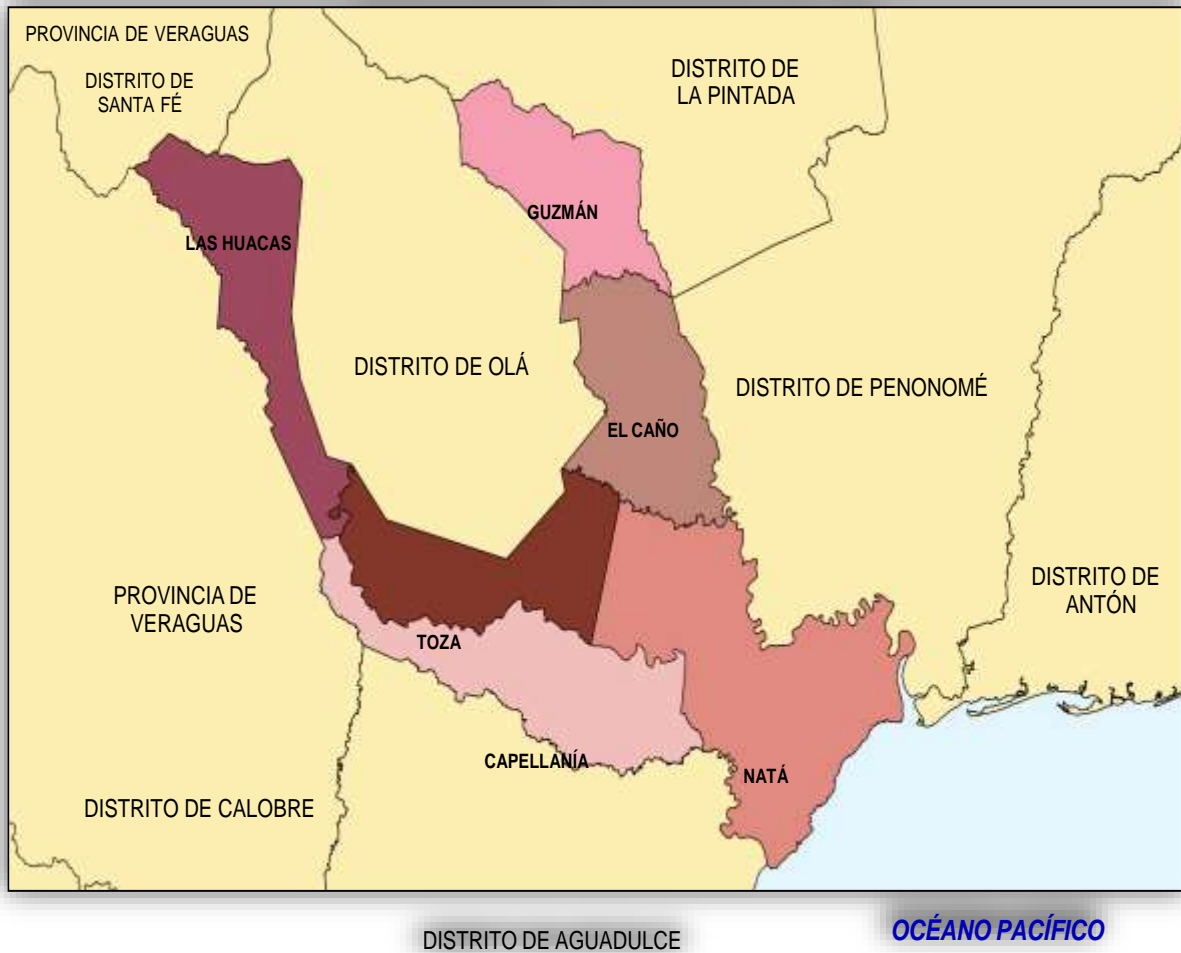 PROVINCIA DE VERAGUAS
DISTRITO DE
SANTA FÉ
DISTRITO DE
LA PINTADA
GUZMÁN
LAS HUACAS
DISTRITO DE OLÁ
DISTRITO DE PENONOMÉ
EL CAÑO
DISTRITO DE
ANTÓN
PROVINCIA DE
VERAGUAS
TOZA
CAPELLANÍA
NATÁ
DISTRITO DE CALOBRE
OCÉANO PACÍFICO
DISTRITO DE AGUADULCE